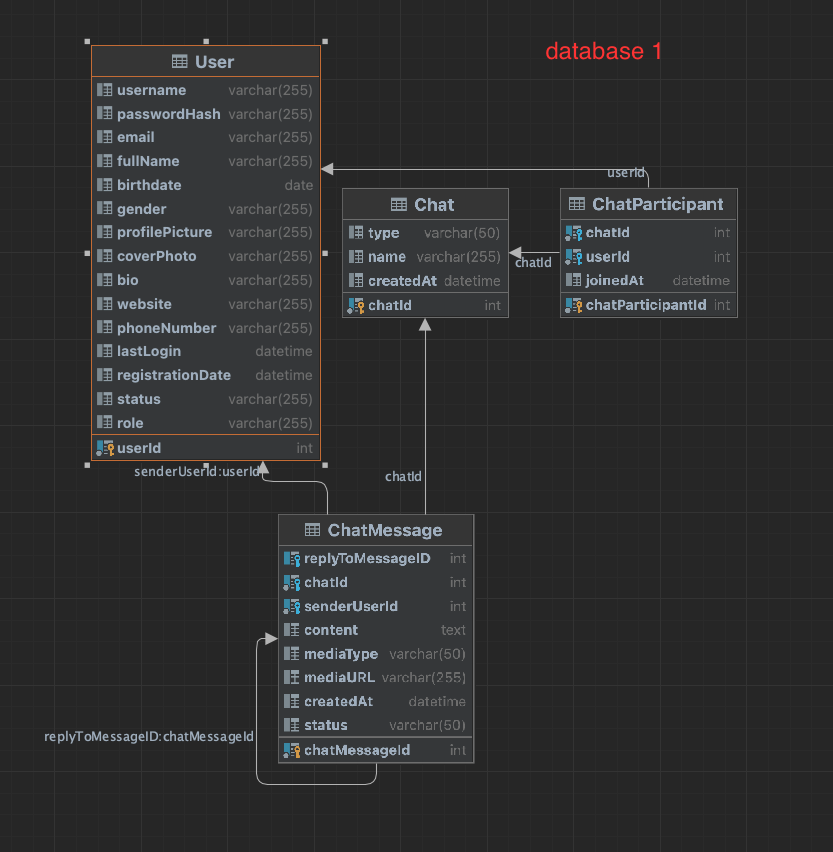 database 1
User
username varchar(255)
passwordHash varchar(255)
email varchar(255)
fullName varchar(255)
birthdate date
gender varchar(255)
profilePicture varchar(255)
coverPhoto varchar(255)
bio varchar(255)
website varchar(255)
phoneNumber varchar(255)
lastLogin datetime
registrationDate datetime
status varchar(255)
role varchar(255)
userId int
userId
Chat
type varchar(50)
name varchar(255)
createdAt datetime
chatId int
chatId
ChatParticipant
chatId int
userId int
joinedAt datetime
chatParticipantId int
senderUserId:userId
chatId
ChatMessage
replyToMessageID int
chatId int
senderUserId int
content text
mediaType varchar(50)
mediaURL varchar(255)
createdAt datetime
status varchar(50)
chatMessageId int
replyToMessageID:chatMessageId